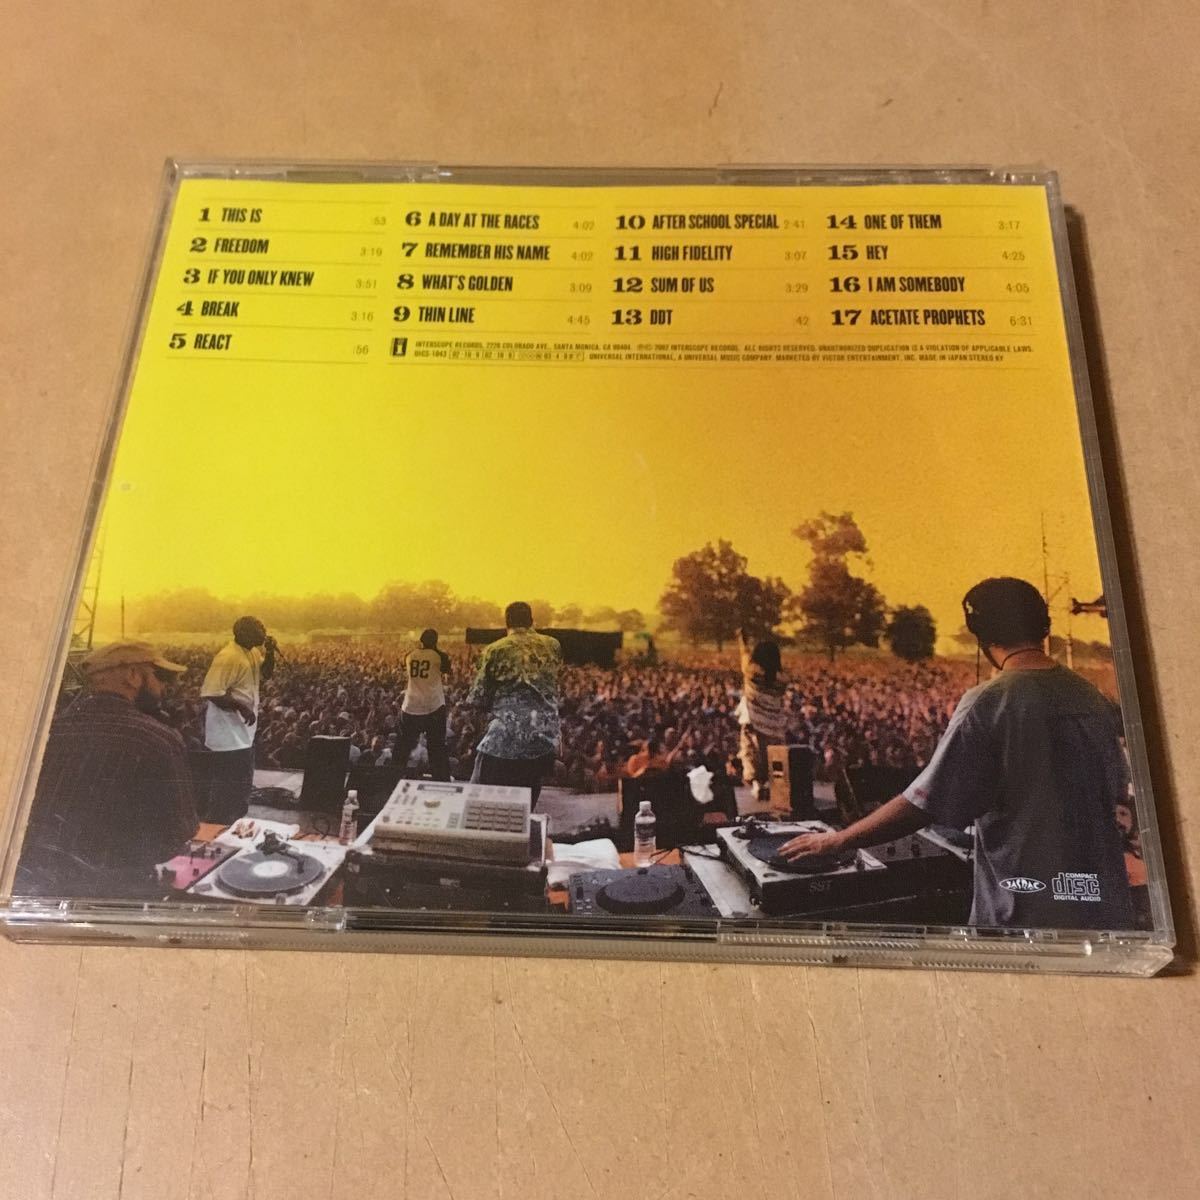 1 THIS IS :53
2 FREEDOM 3:19
3 IF YOU ONLY KNEW 3:51
4 BREAK 3:16
5 REACT :56
6 A DAY AT THE RACES 4:02
7 REMEMBER HIS NAME 4:02
8 WHAT'S GOLDEN 3:09
9 THIN LINE 4:45
10 AFTER SCHOOL SPECIAL 2:41
11 HIGH FIDELITY 3:07
12 SUM OF US 3:29
13 DDT :42
14 ONE OF THEM 3:17
15 HEY 4:25
16 I AM SOMEBODY 4:05
17 ACETATE PROPHETS 6:31
INTERSCOPE RECORDS, 2220 COLORADO AVE., SANTA MONICA, CA 90404. ℗© 2002 INTERSCOPE RECORDS. ALL RIGHTS RESERVED. UNAUTHORIZED DUPLICATION IS A VIOLATION OF APPLICABLE LAWS.
UICS-1043 UNIVERSAL INTERNATIONAL, A UNIVERSAL MUSIC COMPANY. MARKETED BY VICTOR ENTERTAINMENT, INC. MADE IN JAPAN STEREO
82
SST
JASRAC
COMPACT
disc
DIGITAL AUDIO